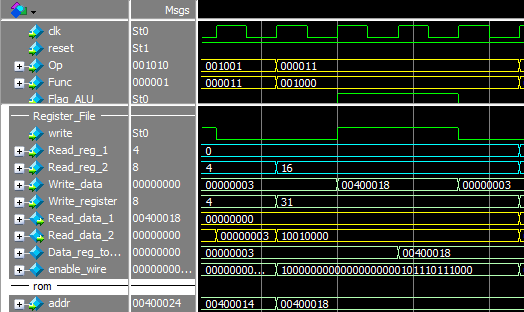 Msgs
clk St0
reset St1
Op 001010 001001 000011
Func 000001 000011 001000
Flag_ALU St0
Register_File
write St0
Read_reg_1 4 0
Read_reg_2 8 4 16
Write_data 00000000 00000003 00400018 00000003
Write_register 8 4 31
Read_data_1 00400018 00000000
Read_data_2 00000000 00000003 10010000
Data_reg_to... 00000000 00000003 00400018
enable_wire 000000000... 00000000... 10000000000000000000101110111000
rom
addr 00400024 00400014 00400018